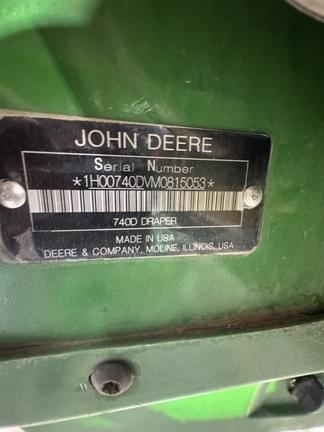 JOHN DEERE
Serial Number
*1H00740DVM0815053*
740D DRAPER
MADE IN USA
DEERE & COMPANY, MOLINE, ILLINOIS, USA